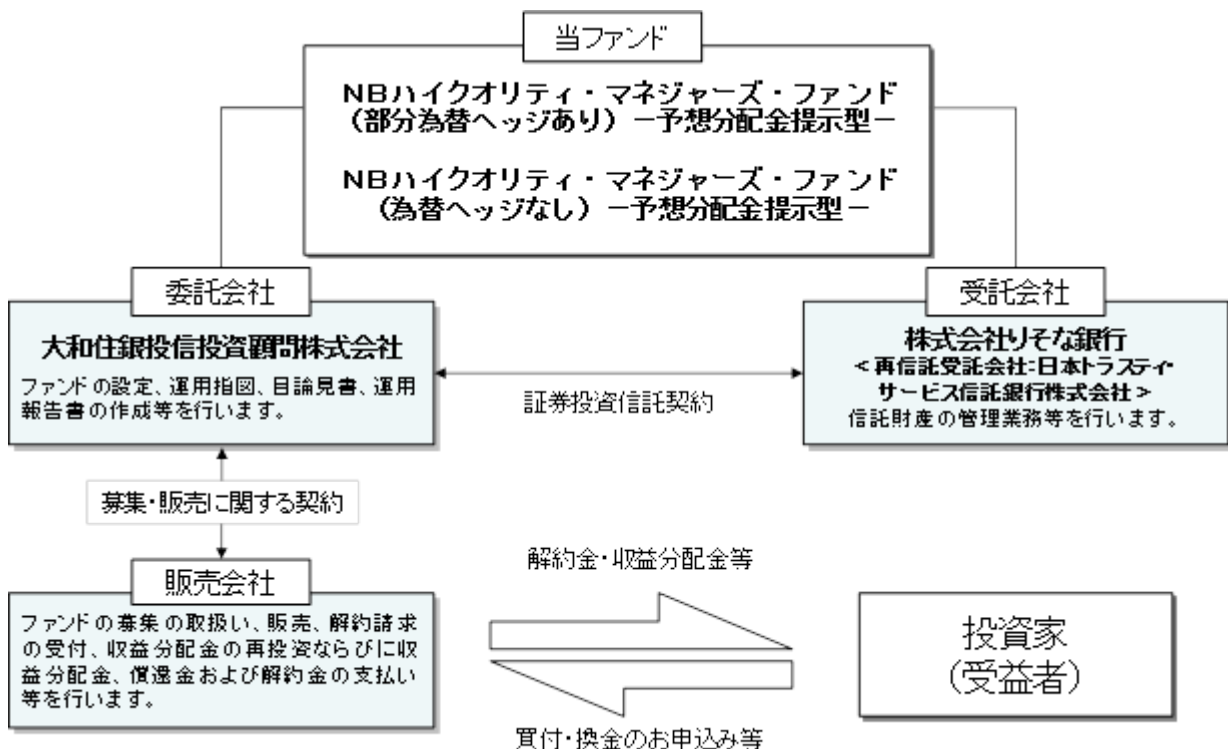 当ファンド
NBハイクオリティ・マネジャーズ・ファンド
(部分為替ヘッジあり)－予想分配金提示型－
NBハイクオリティ・マネジャーズ・ファンド
(為替ヘッジなし)－予想分配金提示型－
委託会社
大和住銀投信投資顧問株式会社
ファンドの設定、運用指図、目論見書、運用
報告書の作成等を行います。
証券投資信託契約
受託会社
株式会社りそな銀行
＜再信託受託会社:日本トラスティ・
サービス信託銀行株式会社＞
信託財産の管理業務等を行います。
募集・販売に関する契約
販売会社
ファンドの募集の取扱い、販売、解約請求
の受付、収益分配金の再投資ならびに収
益分配金、償還金および解約金の支払い
等を行います。
解約金・収益分配金等
買付・換金のお申込み等
投資家
(受益者)